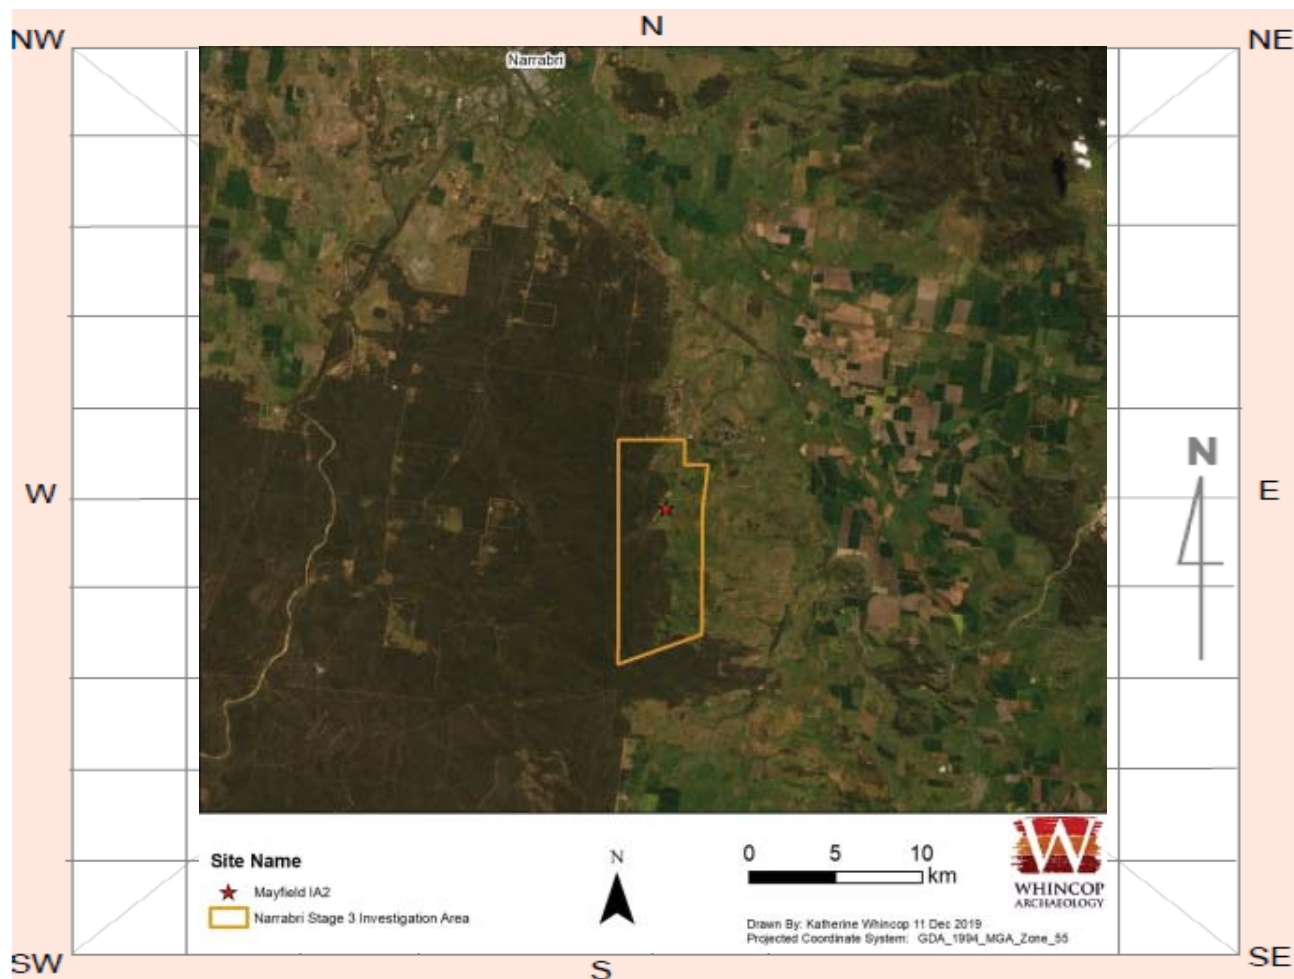 N
NW
NE
Narrabri
N
W
E
Site Name
Mayfield IA2
Narrabri Stage 3 Investigation Area
N
0 5 10
km
W
WHINCOP
ARCHAEOLOGY
Drawn By: Katherine Whincop 11 Dec 2019
Projected Coordinate System: GDA_1994_MGA_Zone_55
SW
S
SE